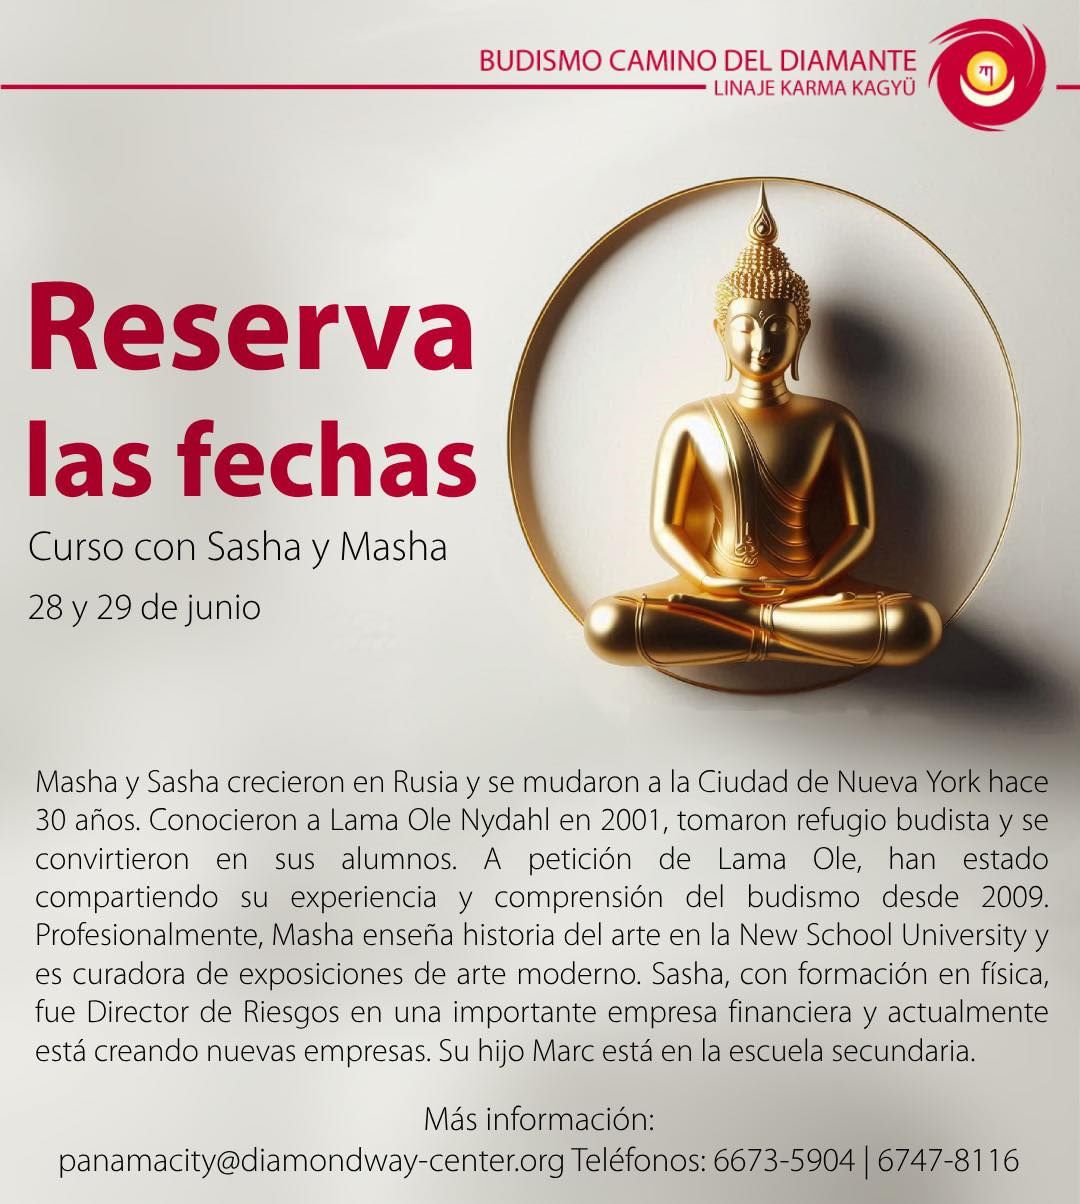 BUDISMO CAMINO DEL DIAMANTE
LINAJE KARMA KAGYÜ
Reserva
las fechas
Curso con Sasha y Masha
28 y 29 de junio
Masha y Sasha crecieron en Rusia y se mudaron a la Ciudad de Nueva York hace
30 años. Conocieron a Lama Ole Nydahl en 2001, tomaron refugio budista y se
convirtieron en sus alumnos. A petición de Lama Ole, han estado
compartiendo su experiencia y comprensión del budismo desde 2009.
Profesionalmente, Masha enseña historia del arte en la New School University y
es curadora de exposiciones de arte moderno. Sasha, con formación en física,
fue Director de Riesgos en una importante empresa financiera y actualmente
está creando nuevas empresas. Su hijo Marc está en la escuela secundaria.
Más información:
panamacity@diamondway-center.org Teléfonos: 6673-5904 | 6747-8116